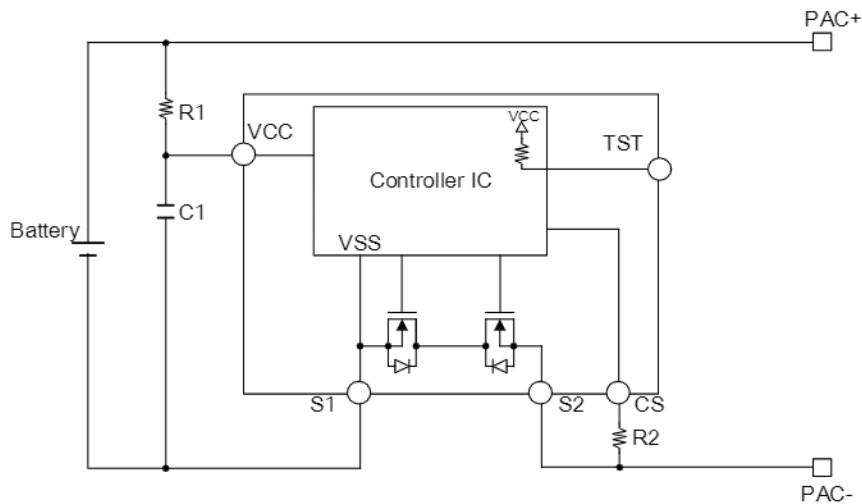 PAC+
R1
VCC
VCC
TST
Controller IC
C1
Battery
VSS
S1
S2
CS
R2
PAC-